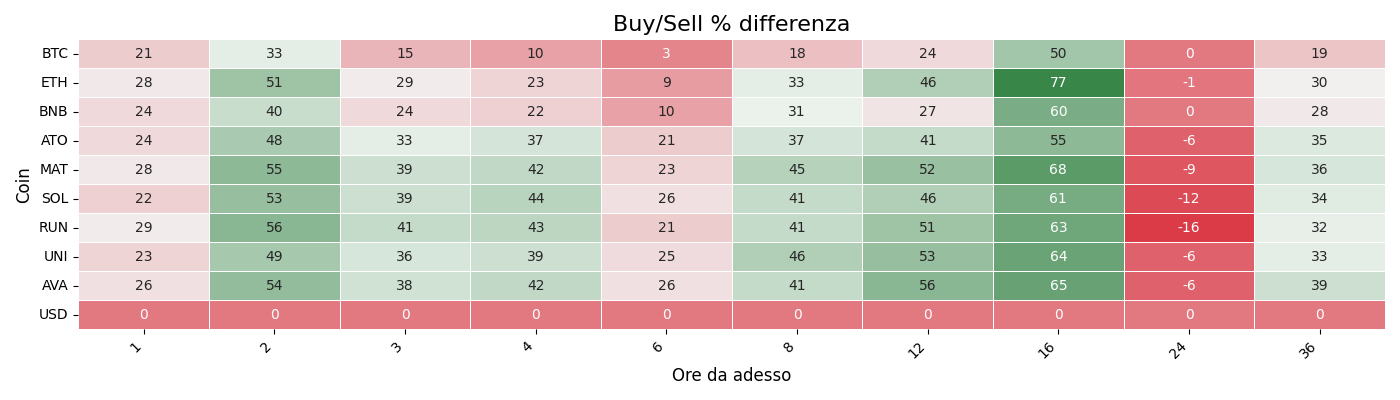 Buy/Sell % differenza
Coin
BTC 21 33 15 10 3 18 24 50 0 19
ETH 28 51 29 23 9 33 46 77 -1 30
BNB 24 40 24 22 10 31 27 60 0 28
ATO 24 48 33 37 21 37 41 55 -6 35
MAT 28 55 39 42 23 45 52 68 -9 36
SOL 22 53 39 44 26 41 46 61 -12 34
RUN 29 56 41 43 21 41 51 63 -16 32
UNI 23 49 36 39 25 46 53 64 -6 33
AVA 26 54 38 42 26 41 56 65 -6 39
USD 0 0 0 0 0 0 0 0 0 0
1 2 3 4 6 8 12 16 24 36
Ore da adesso